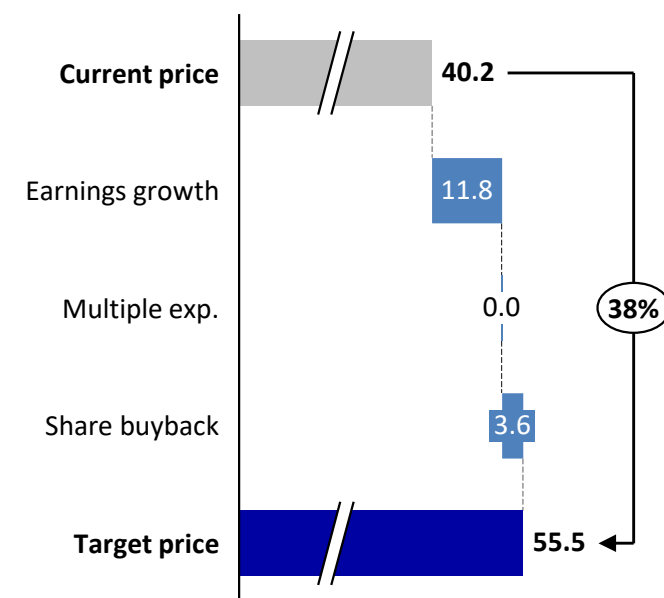 Current price 40.2
Earnings growth 11.8
Multiple exp. 0.0 38%
Share buyback 3.6
Target price 55.5